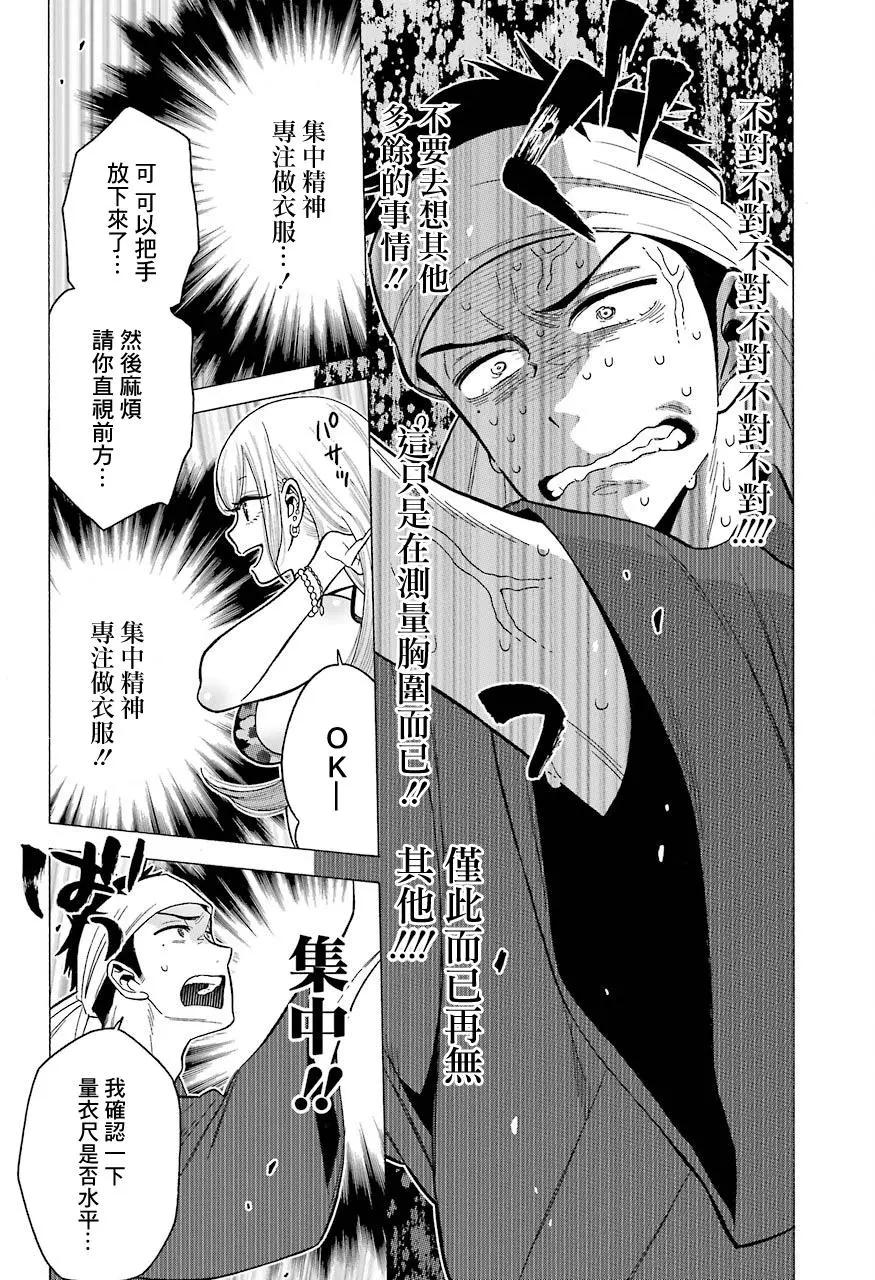 不對不對不對不對不對不對!!!!!
不要去想其他
多餘的事情!!
這只是在測量胸圍而已!!
僅此而已再無
其他!!!!
集中精神
專注做衣服…!
可 可以把手
放下來了…
然後麻煩
請你直視前方…
パサッ
OK—
集中精神
專注做衣服!!
集中!!
我確認一下
量衣尺是否水平…